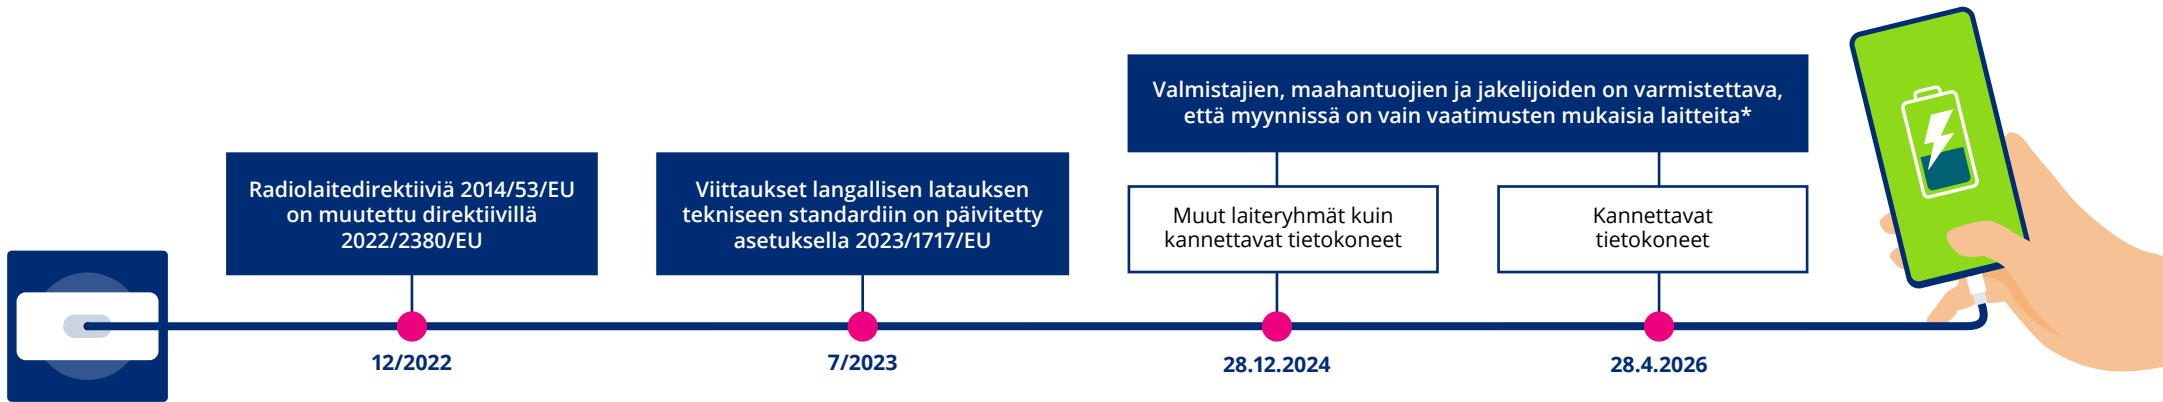 Radiolaitedirektiiviä 2014/53/EU
on muutettu direktiivillä
2022/2380/EU
12/2022
Viittaukset langallisen latauksen
tekniseen standardiin on päivitetty
asetuksella 2023/1717/EU
7/2023
Valmistajien, maahantuojien ja jakelijoiden on varmistettava,
että myynnissä on vain vaatimusten mukaisia laitteita*
Muut laiteryhmät kuin
kannettavat tietokoneet
28.12.2024
Kannettavat
tietokoneet
28.4.2026